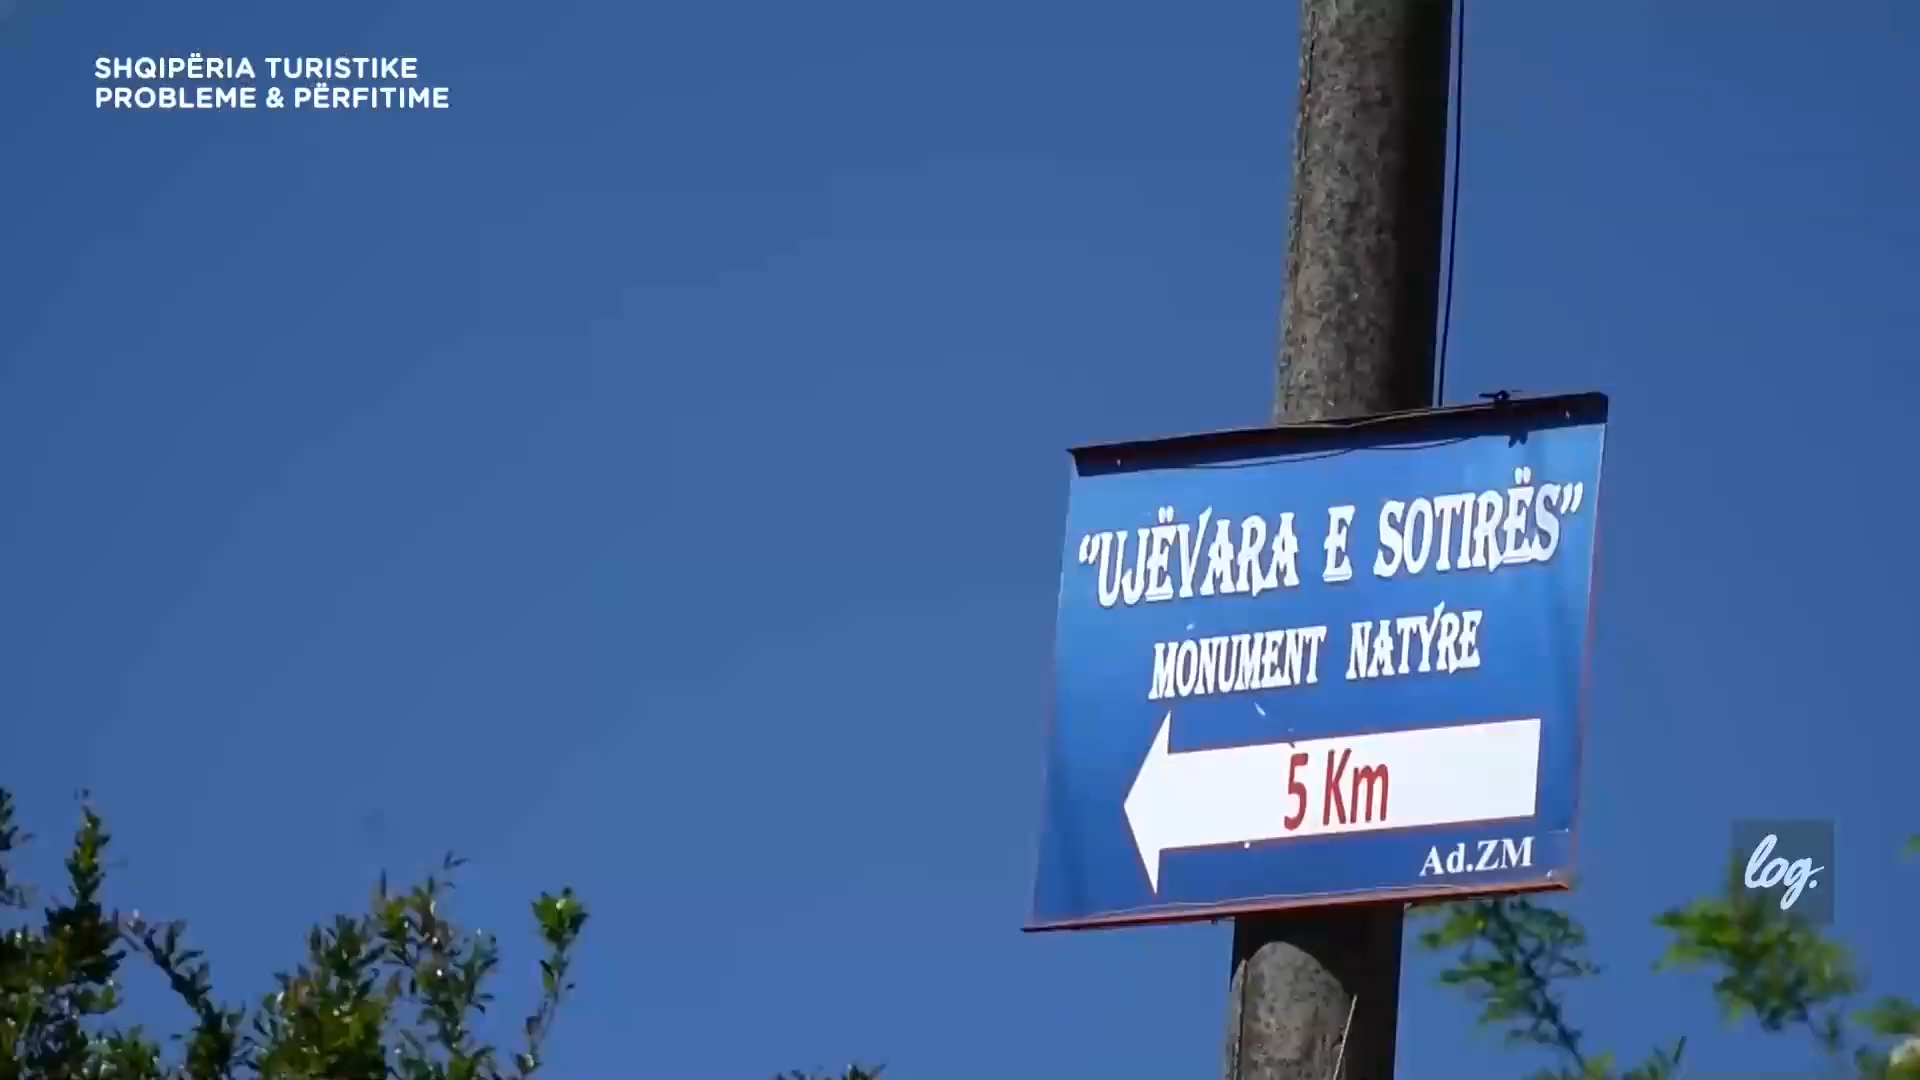 SHQIPËRIA TURISTIKE
PROBLEME & PËRFITIME
"UJËVARA E SOTIRËS"
MONUMENT NATYRE
5 Km
Ad.ZM
log.